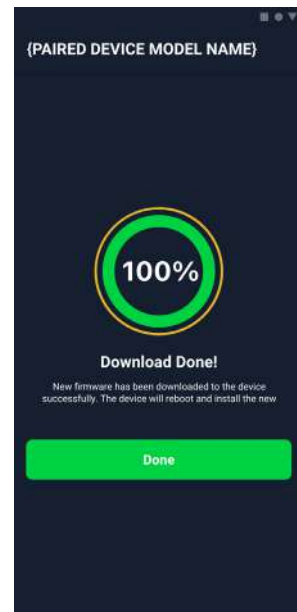 {PAIRED DEVICE MODEL NAME}
100%
Download Done!
New firmware has been downloaded to the device
successfully. The device will reboot and install the new
Done